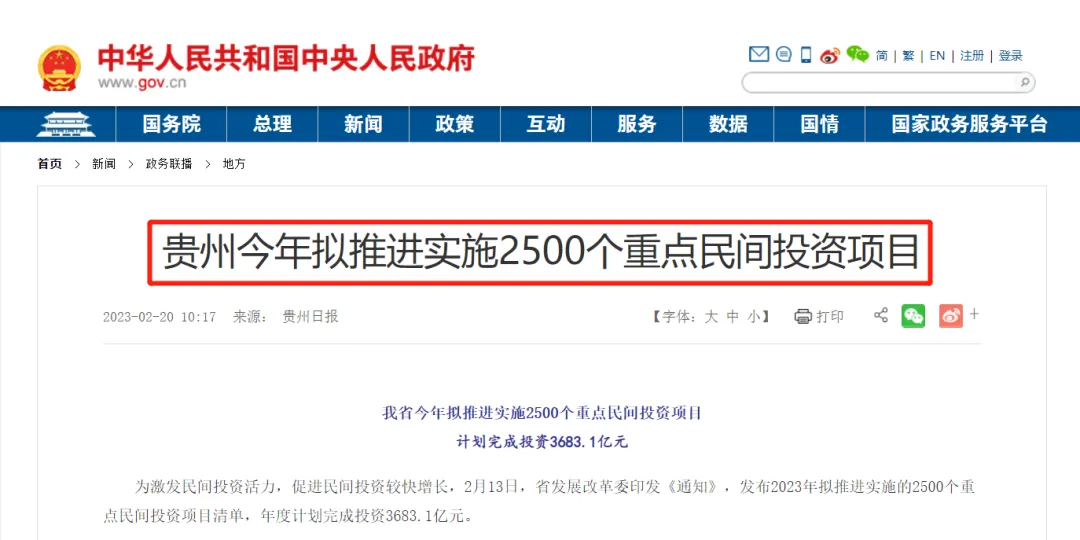 中华人民共和国中央人民政府
www.gov.cn
简 | 繁 | EN | 注册 | 登录
国务院 总理 新闻 政策 互动 服务 数据 国情 国家政务服务平台
首页 > 新闻 > 政务联播 > 地方
贵州今年拟推进实施2500个重点民间投资项目
2023-02-20 10:17 来源： 贵州日报 【字体：大 中 小】 打印 +
我省今年拟推进实施2500个重点民间投资项目
计划完成投资3683.1亿元
为激发民间投资活力，促进民间投资较快增长，2月13日，省发展改革委印发《通知》，发布2023年拟推进实施的2500个重
点民间投资项目清单，年度计划完成投资3683.1亿元。